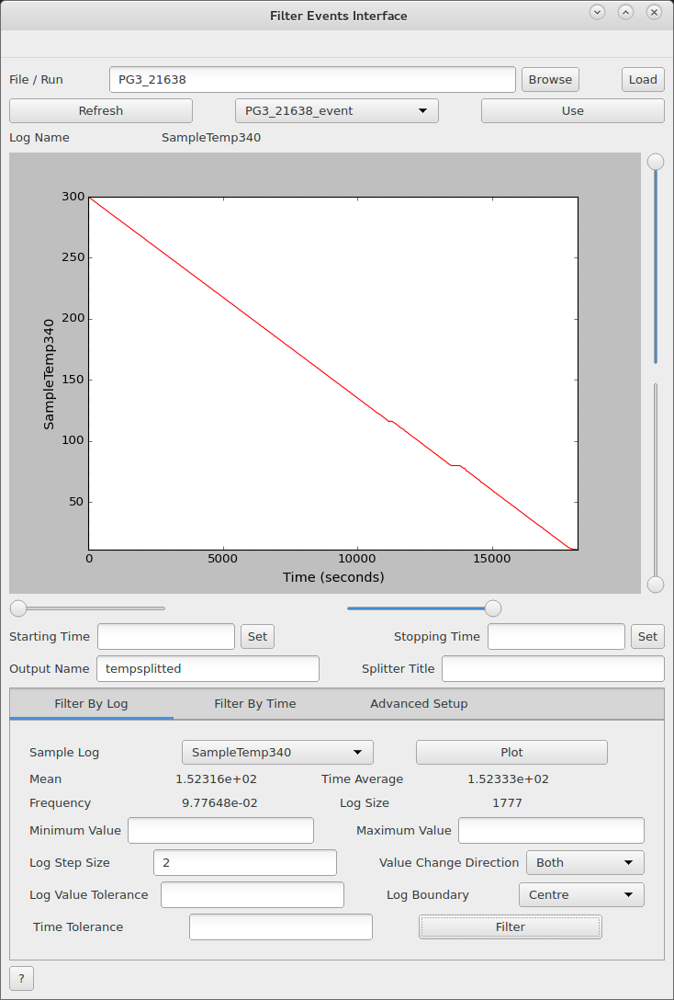 Filter Events Interface
File / Run PG3_21638 Browse Load
Refresh PG3_21638_event Use
Log Name SampleTemp340
300
250
200
150
100
50
SampleTemp340
0 5000 10000 15000
Time (seconds)
Starting Time Set Stopping Time Set
Output Name tempsplitted Splitter Title
Filter By Log Filter By Time Advanced Setup
Sample Log SampleTemp340 Plot
Mean 1.52316e+02 Time Average 1.52333e+02
Frequency 9.77648e-02 Log Size 1777
Minimum Value Maximum Value
Log Step Size 2 Value Change Direction Both
Log Value Tolerance Log Boundary Centre
Time Tolerance Filter
?